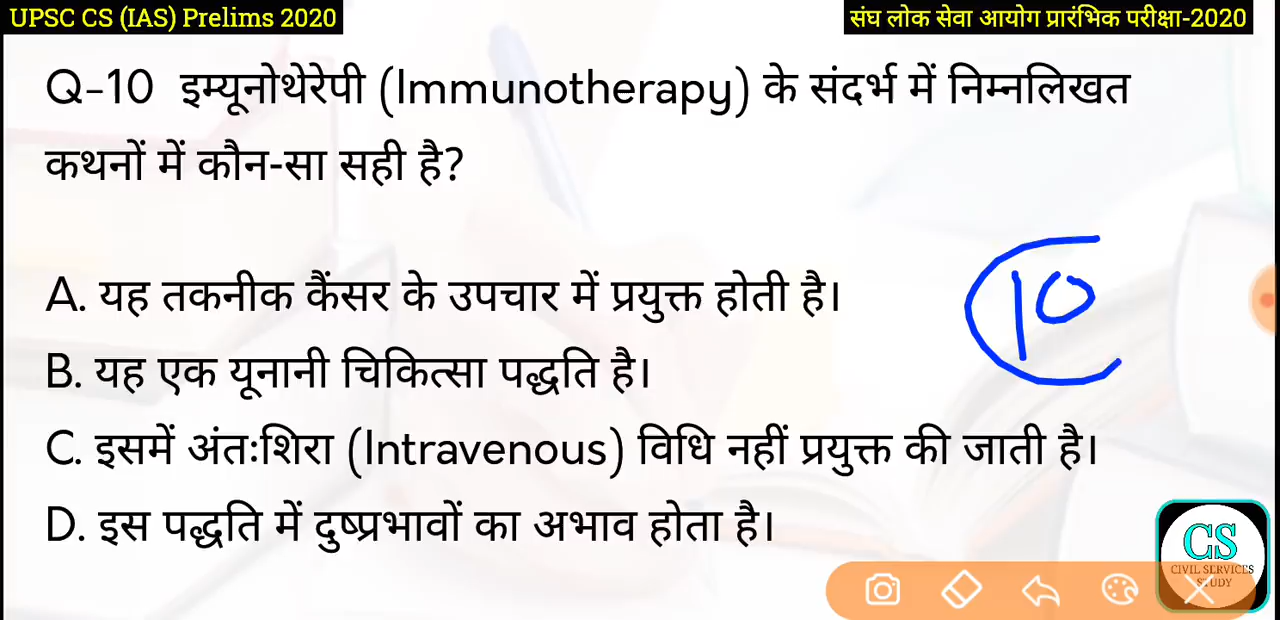 UPSC CS (IAS) Prelims 2020
संघ लोक सेवा आयोग प्रारंभिक परीक्षा-2020
Q-10 इम्यूनोथेरेपी (Immunotherapy) के संदर्भ में निम्नलिखत
कथनों में कौन-सा सही है?
A. यह तकनीक कैंसर के उपचार में प्रयुक्त होती है।
10
B. यह एक यूनानी चिकित्सा पद्धति है।
C. इसमें अंतःशिरा (Intravenous) विधि नहीं प्रयुक्त की जाती है।
D. इस पद्धति में दुष्प्रभावों का अभाव होता है।
CS
CIVIL SERVICES
STUDY